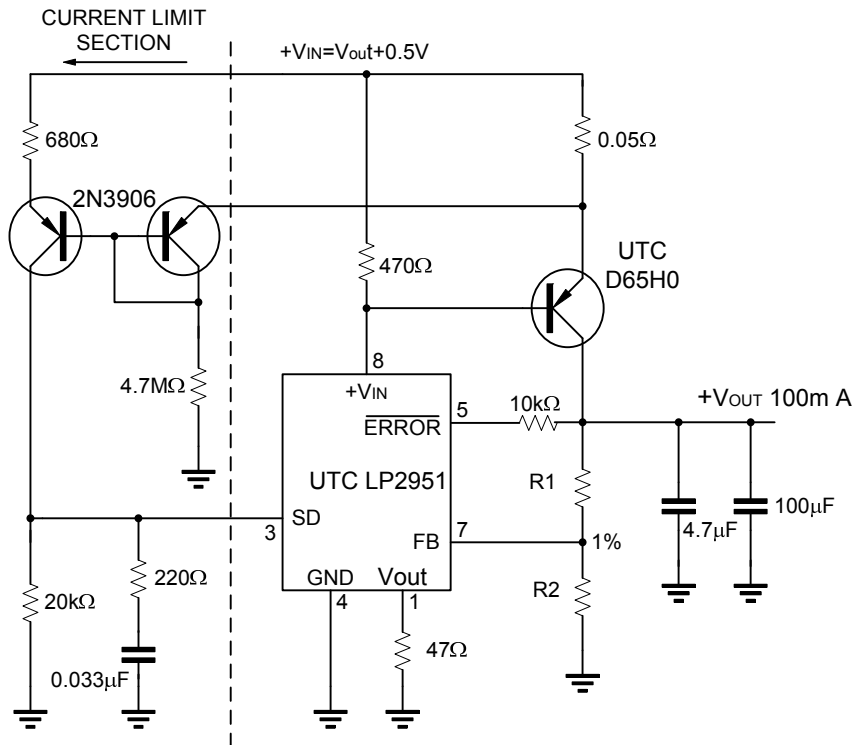 CURRENT LIMIT
SECTION
+VIN=Vout+0.5V
680Ω
0.05Ω
2N3906
470Ω
UTC
D65H0
4.7MΩ
8
+VIN
5
10kΩ
+VOUT 100m A
ERROR
UTC LP2951
R1
SD
3
7
FB
1%
4.7μF
100μF
220Ω
20kΩ
GND
Vout
R2
4
1
47Ω
0.033μF